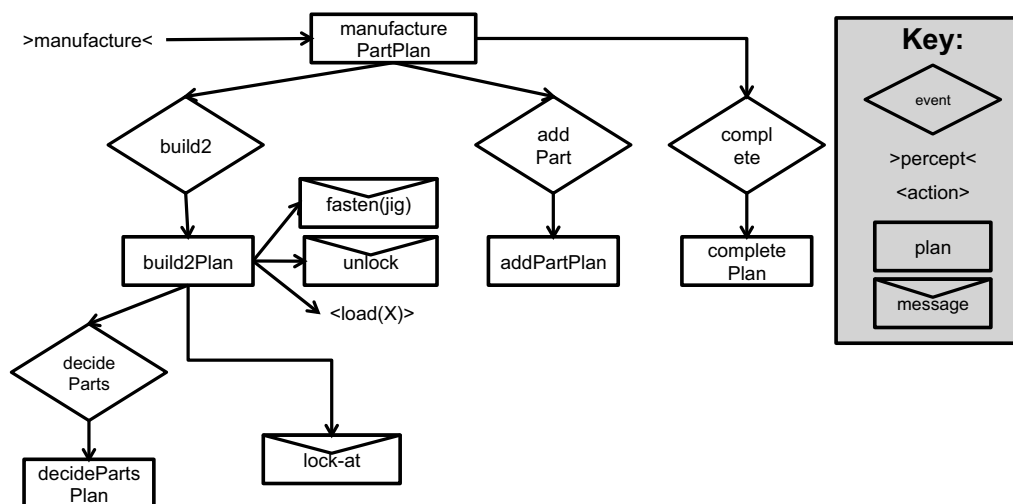 >manufacture<
manufacture
PartPlan
Key:
event
>percept<
<action>
plan
message
build2
add
Part
compl
ete
fasten(jig)
unlock
<load(X)>
build2Plan
addPartPlan
complete
Plan
decide
Parts
lock-at
decideParts
Plan